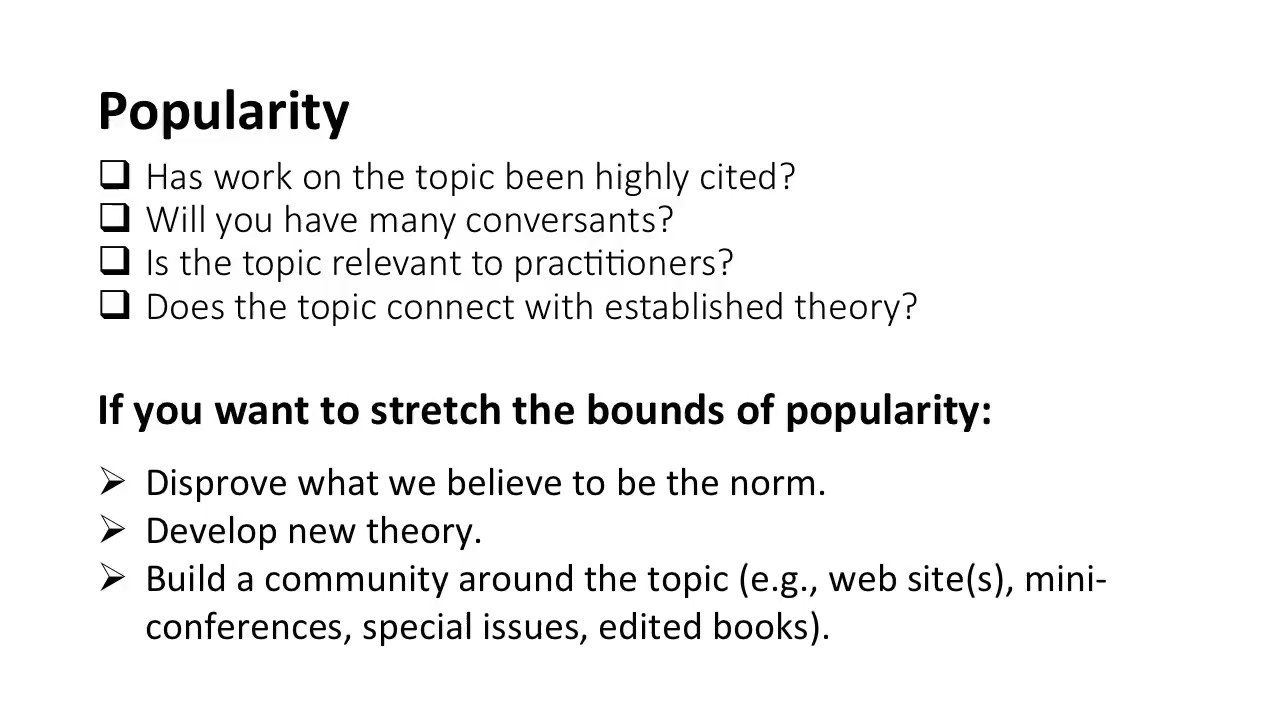 Popularity
❑ Has work on the topic been highly cited?
❑ Will you have many conversants?
❑ Is the topic relevant to practitioners?
❑ Does the topic connect with established theory?
If you want to stretch the bounds of popularity:
➢ Disprove what we believe to be the norm.
➢ Develop new theory.
➢ Build a community around the topic (e.g., web site(s), mini-
conferences, special issues, edited books).